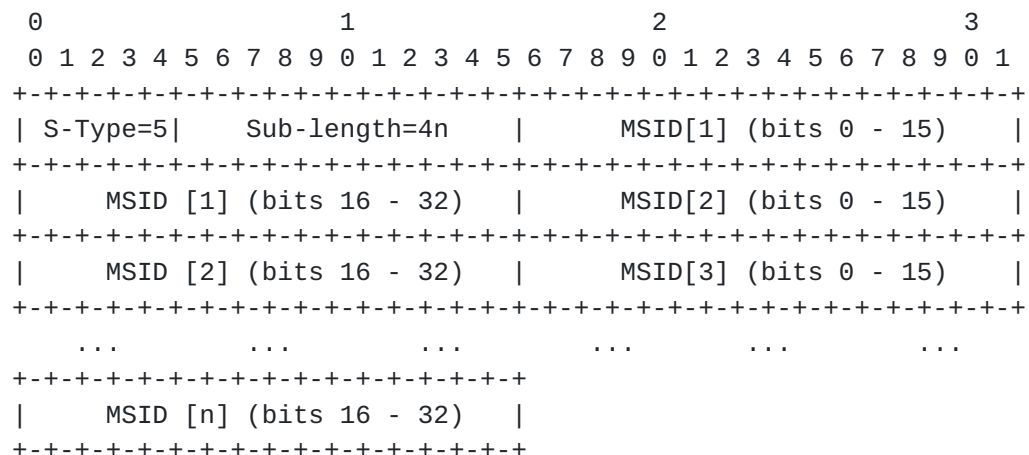 0                   1                   2                   3
 0 1 2 3 4 5 6 7 8 9 0 1 2 3 4 5 6 7 8 9 0 1 2 3 4 5 6 7 8 9 0 1
+-+-+-+-+-+-+-+-+-+-+-+-+-+-+-+-+-+-+-+-+-+-+-+-+-+-+-+-+-+-+-+-+
| S-Type=5|    Sub-length=4n    |      MSID[1] (bits 0 - 15)    |
+-+-+-+-+-+-+-+-+-+-+-+-+-+-+-+-+-+-+-+-+-+-+-+-+-+-+-+-+-+-+-+-+
|     MSID [1] (bits 16 - 32)   |      MSID[2] (bits 0 - 15)    |
+-+-+-+-+-+-+-+-+-+-+-+-+-+-+-+-+-+-+-+-+-+-+-+-+-+-+-+-+-+-+-+-+
|     MSID [2] (bits 16 - 32)   |      MSID[3] (bits 0 - 15)    |
+-+-+-+-+-+-+-+-+-+-+-+-+-+-+-+-+-+-+-+-+-+-+-+-+-+-+-+-+-+-+-+-+
    ...        ...        ...        ...       ...        ...
+-+-+-+-+-+-+-+-+-+-+-+-+-+-+-+-+
|     MSID [n] (bits 16 - 32)   |
+-+-+-+-+-+-+-+-+-+-+-+-+-+-+-+-+